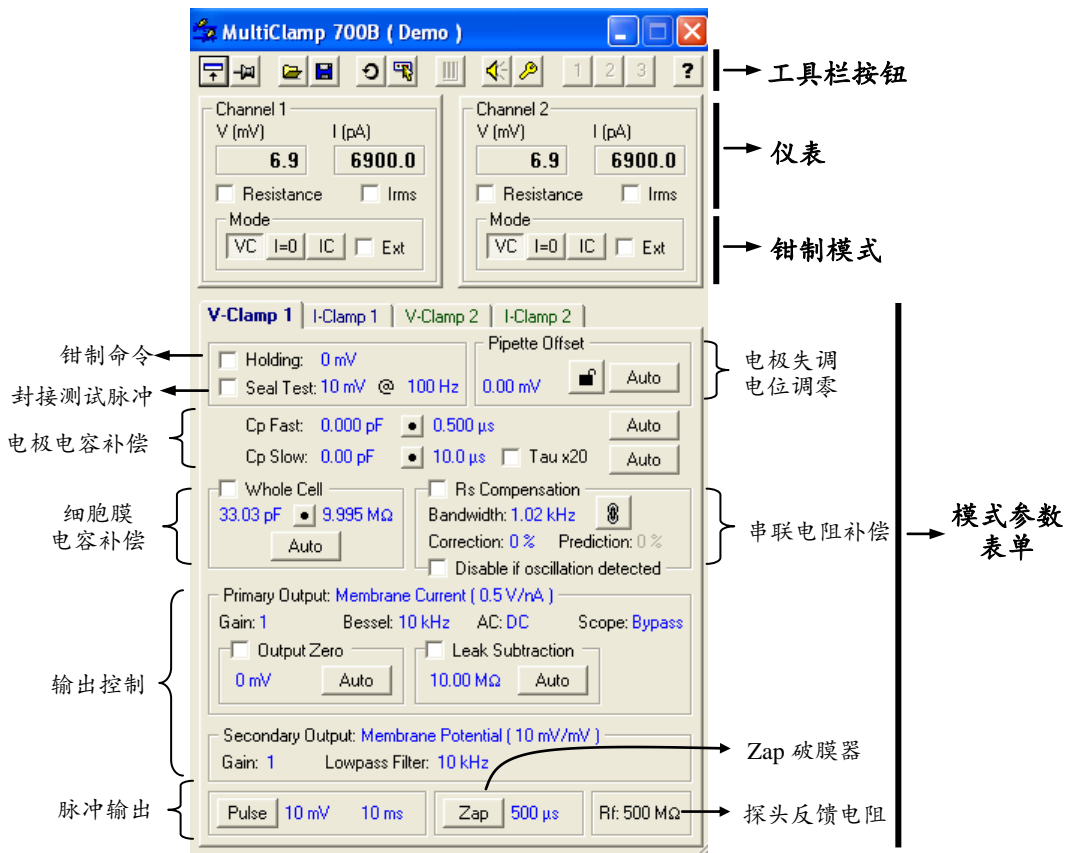 MultiClamp 700B ( Demo )
1 2 3 ?
工具栏按钮
Channel 1
V (mV) I (pA)
6.9 6900.0
Resistance Irms
Mode
VC I=0 IC Ext
Channel 2
V (mV) I (pA)
6.9 6900.0
Resistance Irms
Mode
VC I=0 IC Ext
仪表
钳制模式
V-Clamp 1 I-Clamp 1 V-Clamp 2 I-Clamp 2
钳制命令
Holding: 0 mV
封接测试脉冲
Seal Test: 10 mV @ 100 Hz
Pipette Offset
0.00 mV Auto
电极失调
电位调零
电极电容补偿
Cp Fast: 0.000 pF 0.500 µs Auto
Cp Slow: 0.00 pF 10.0 µs Tau x20 Auto
细胞膜
电容补偿
Whole Cell
33.03 pF 9.995 MΩ
Auto
Rs Compensation
Bandwidth: 1.02 kHz
Correction: 0 % Prediction: 0 %
Disable if oscillation detected
串联电阻补偿
模式参数
表单
输出控制
Primary Output: Membrane Current ( 0.5 V/nA )
Gain: 1 Bessel: 10 kHz AC: DC Scope: Bypass
Output Zero
0 mV Auto
Leak Subtraction
10.00 MΩ Auto
Secondary Output: Membrane Potential ( 10 mV/mV )
Gain: 1 Lowpass Filter: 10 kHz
Zap 破膜器
脉冲输出
Pulse 10 mV 10 ms
Zap 500 µs
Rf: 500 MΩ
探头反馈电阻